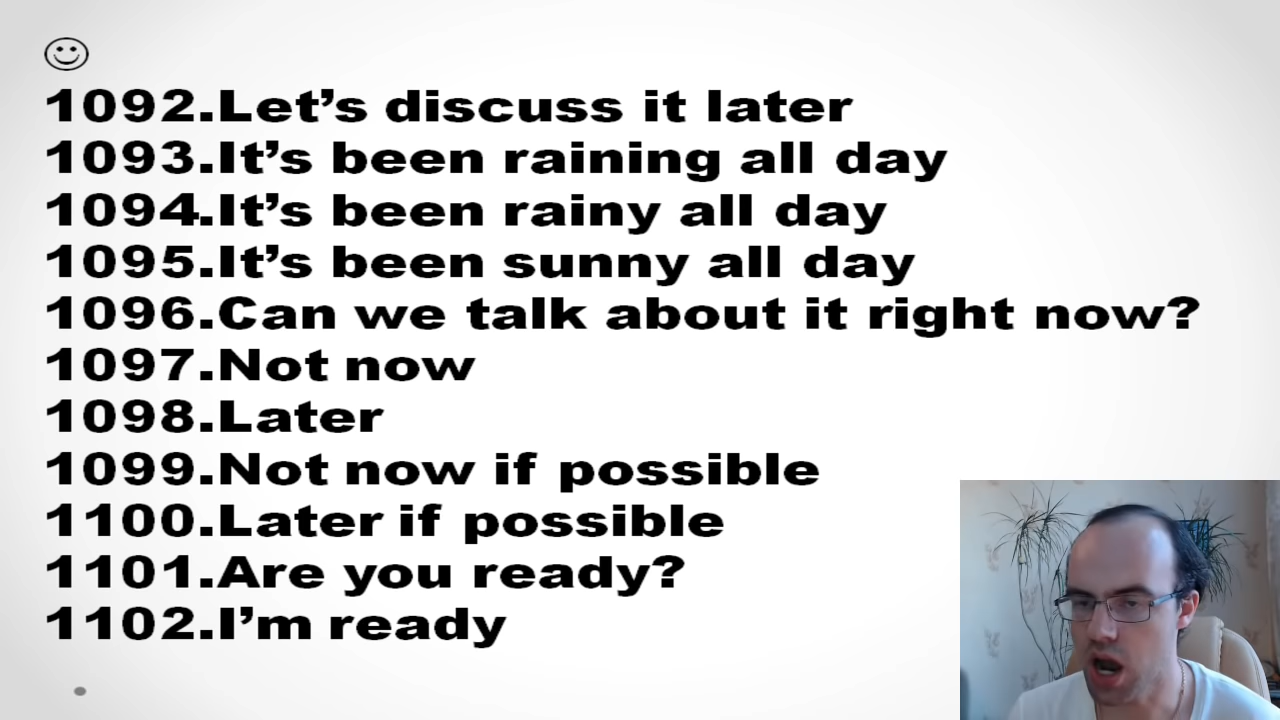 1092.Let’s discuss it later
1093.It’s been raining all day
1094.It’s been rainy all day
1095.It’s been sunny all day
1096.Can we talk about it right now?
1097.Not now
1098.Later
1099.Not now if possible
1100.Later if possible
1101.Are you ready?
1102.I’m ready